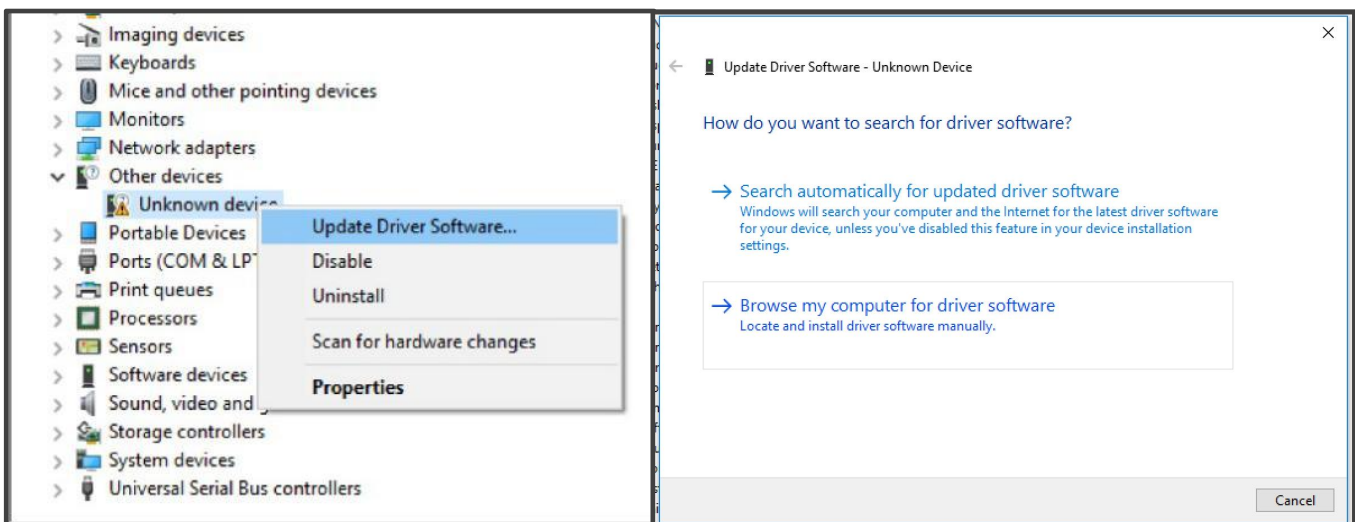 Imaging devices
Keyboards
Mice and other pointing devices
Monitors
Network adapters
Other devices
Unknown device
Portable Devices
Ports (COM & LPT
Print queues
Processors
Sensors
Software devices
Sound, video and
Storage controllers
System devices
Universal Serial Bus controllers
Update Driver Software...
Disable
Uninstall
Scan for hardware changes
Properties
Update Driver Software - Unknown Device
How do you want to search for driver software?
Search automatically for updated driver software
Windows will search your computer and the Internet for the latest driver software
for your device, unless you've disabled this feature in your device installation
settings.
Browse my computer for driver software
Locate and install driver software manually.
Cancel